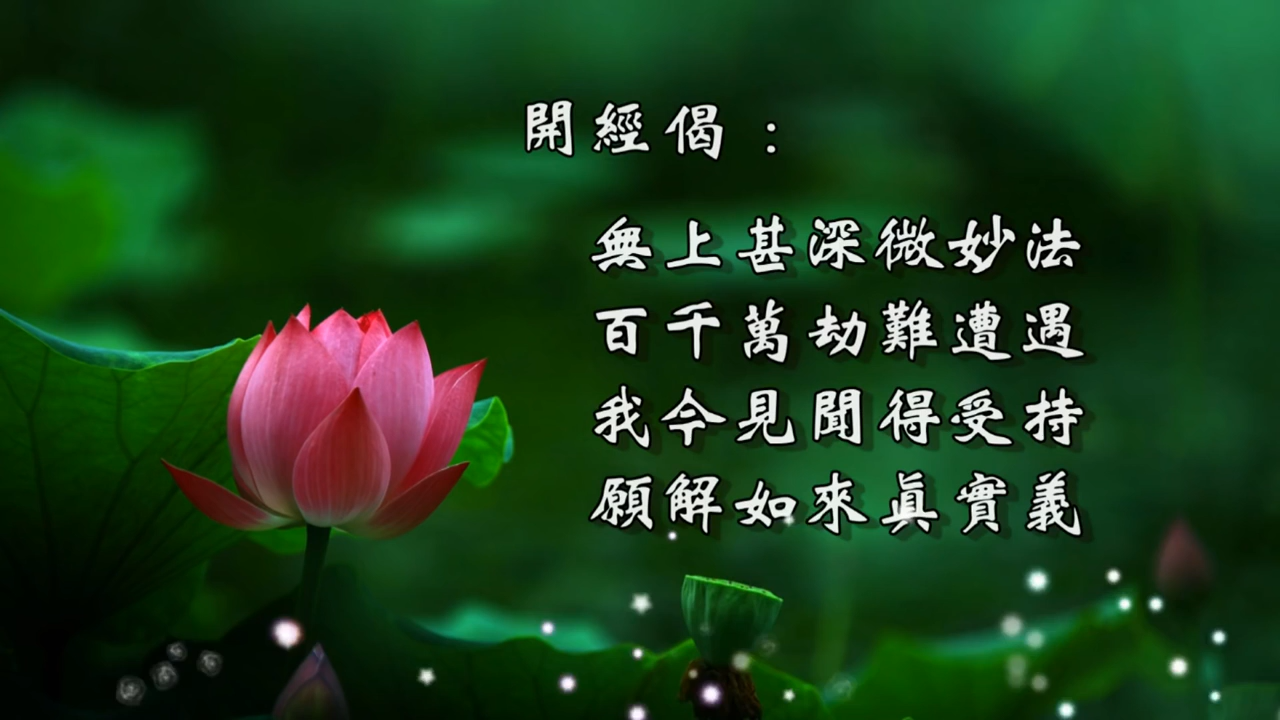 開經偈：
無上甚深微妙法
百千萬劫難遭遇
我今見聞得受持
願解如來眞實義